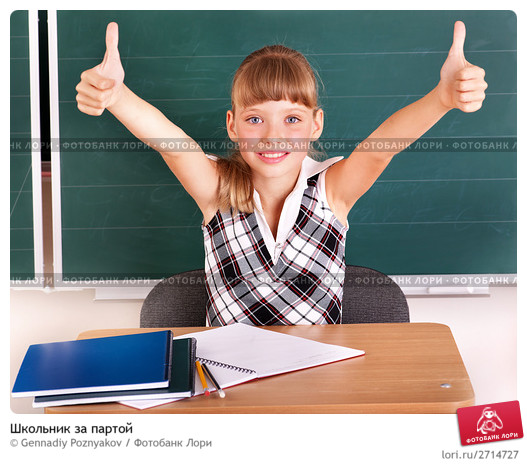 · ФОТОБАНК ЛОРИ · ФОТОБАНК ЛОРИ · ФОТОБАНК ЛОРИ · ФОТОБАНК ЛОРИ ·
· ФОТОБАНК ЛОРИ · ФОТОБАНК ЛОРИ · ФОТОБАНК ЛОРИ · ФОТОБАНК ЛОРИ ·
ФОТОБАНК ЛОРИ
Школьник за партой
© Gennadiy Poznyakov / Фотобанк Лори
lori.ru/2714727